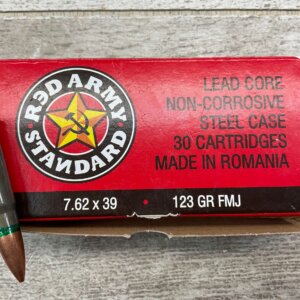 RED ARMY
STANDARD
LEAD CORE
NON-CORROSIVE
STEEL CASE
30 CARTRIDGES
MADE IN ROMANIA
7.62 x 39 • 123 GR FMJ